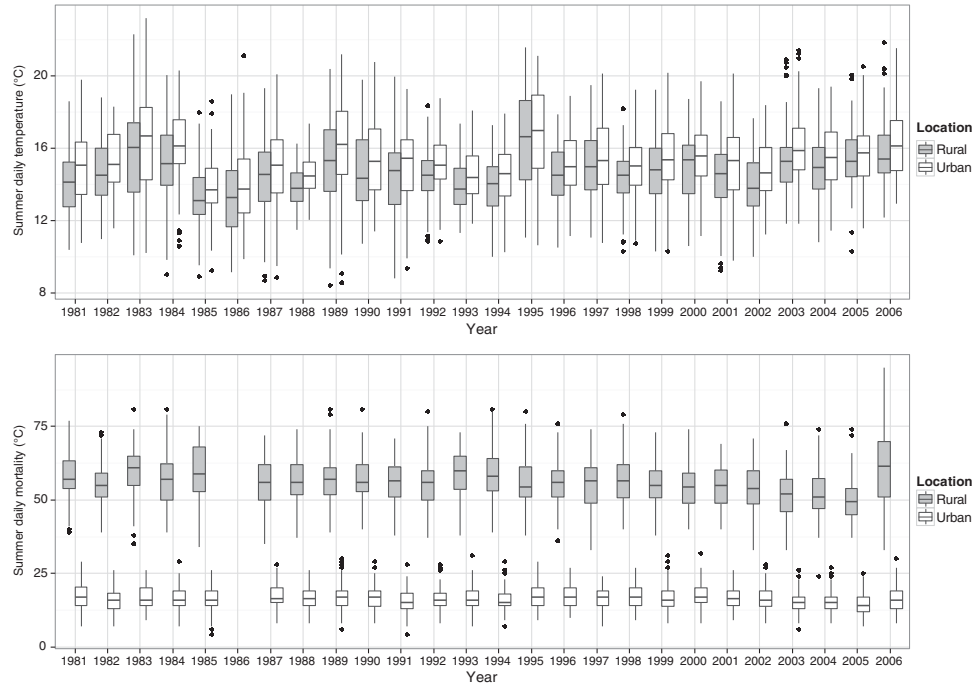 Summer daily temperature (°C)
20
16
12
8
1981 1982 1983 1984 1985 1986 1987 1988 1989 1990 1991 1992 1993 1994 1995 1996 1997 1998 1999 2000 2001 2002 2003 2004 2005 2006
Year
Location
Rural
Urban
Summer daily mortality (°C)
75
50
25
0
1981 1982 1983 1984 1985 1986 1987 1988 1989 1990 1991 1992 1993 1994 1995 1996 1997 1998 1999 2000 2001 2002 2003 2004 2005 2006
Year
Location
Rural
Urban